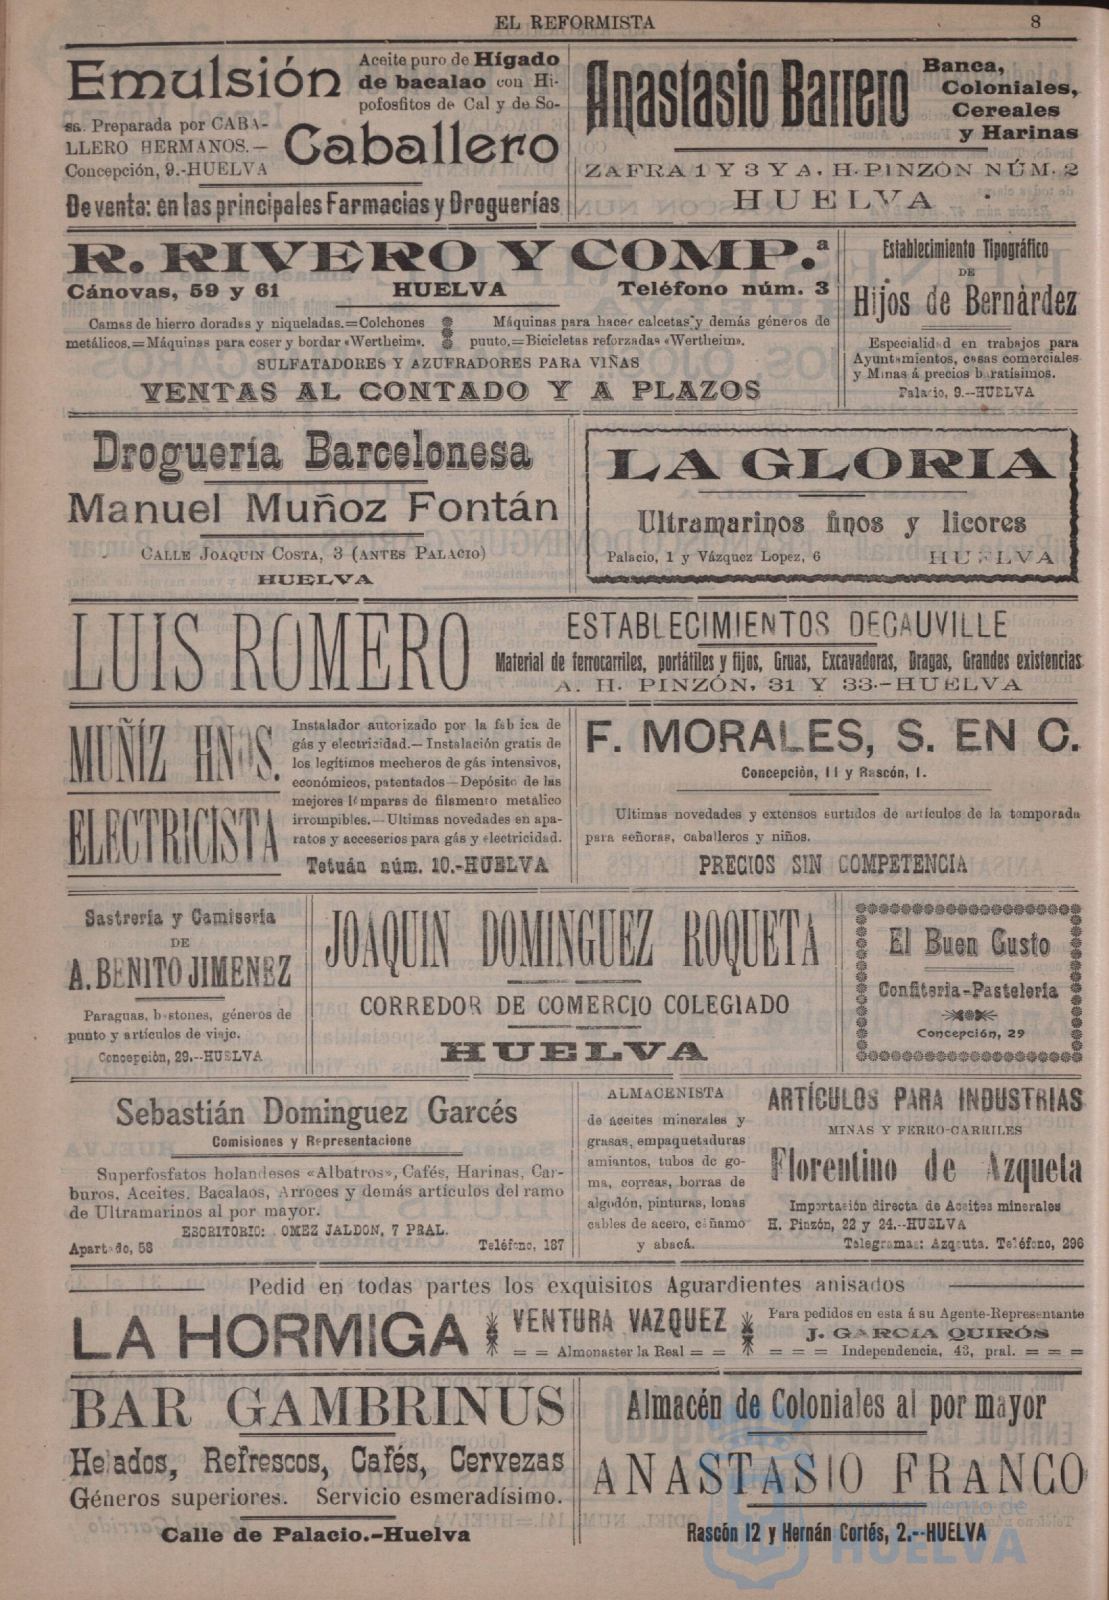 EL REFORMISTA 8
Emulsión
Aceite puro de Hígado
de bacalao con Hi-
pofosfitos de Cal y de So-
sa. Preparada por CABA-
LLERO HERMANOS.—
Concepción, 9.-HUELVA
Caballero
De venta: en las principales Farmacias y Droguerías
Anastasio Barrero
Banca,
Coloniales,
Cereales
y Harinas
ZAFRA 1 Y 3 Y A. H. PINZÓN NÚM. 2
HUELVA
R. RIVERO Y COMP.ª
Cánovas, 59 y 61 HUELVA Teléfono núm. 3
Camas de hierro doradas y niqueladas.=Colchones
metálicos.=Máquinas para coser y bordar «Wertheim».
Máquinas para hacer calcetas y demás géneros de
punto.=Bicicletas reforzadas «Wertheim».
SULFATADORES Y AZUFRADORES PARA VIÑAS
VENTAS AL CONTADO Y A PLAZOS
Establecimiento Tipográfico
DE
Hijos de Bernárdez
Especialidad en trabajos para
Ayuntamientos, casas comerciales
y Minas á precios baratísimos.
Palacio, 9.--HUELVA
Droguería Barcelonesa
Manuel Muñoz Fontán
CALLE JOAQUIN COSTA, 3 (ANTES PALACIO)
HUELVA
LA GLORIA
Ultramarinos finos y licores
Palacio, 1 y Vázquez Lopez, 6 HUELVA
LUIS ROMERO
ESTABLECIMIENTOS DECAUVILLE
Material de ferrocarriles, portátiles y fijos, Gruas, Excavadoras, Dragas, Grandes existencias
A. H. PINZÓN, 31 Y 33.-HUELVA
MUÑÍZ HNOS.
ELECTRICISTA
Instalador autorizado por la fábrica de
gás y electricidad.—Instalación gratis de
los legítimos mecheros de gás intensivos,
económicos, patentados—Depósito de las
mejores lámparas de filamento metálico
irrompibles.—Ultimas novedades en apa-
ratos y acceserios para gás y electricidad.
Tetuán núm. 10.-HUELVA
F. MORALES, S. EN C.
Concepción, 11 y Rascón, 1.
Ultimas novedades y extensos surtidos de artículos de la temporada
para señoras, caballeros y niños.
PRECIOS SIN COMPETENCIA
Sastrería y Camisería
DE
A. BENITO JIMENEZ
Paraguas, bastones, géneros de
punto y artículos de viaje.
Concepción, 29.--HUELVA
JOAQUIN DOMINGUEZ ROQUETA
CORREDOR DE COMERCIO COLEGIADO
HUELVA
El Buen Gusto
Confitería-Pastelería
Concepción, 29
Sebastián Dominguez Garcés
Comisiones y Representacione
Superfosfatos holandeses «Albatros», Cafés, Harinas, Car-
buros, Aceites, Bacalaos, Arroces y demás artículos del ramo
de Ultramarinos al por mayor.
ESCRITORIO: OMEZ JALDON, 7 PRAL.
Apartado, 58 Teléfono, 187
ALMACENISTA
de aceites minerales y
grasas, empaquetaduras
amiantos, tubos de go-
ma, correas, borras de
algodón, pinturas, lonas
cables de acero, cáñamo
y abacá.
ARTÍCULOS PARA INDUSTRIAS
MINAS Y FERRO-CARRILES
Florentino de Azqueta
Importación directa de Aceites minerales
H. Pinzón, 22 y 24.--HUELVA
Telegramas: Azqeuta. Teléfono, 296
Pedid en todas partes los exquisitos Aguardientes anisados
LA HORMIGA
VENTURA VAZQUEZ
= = Almonaster la Real = =
Para pedidos en esta á su Agente-Representante
J. GARCIA QUIRÓS
= = = Independencia, 43, pral. = = =
BAR GAMBRINUS
Helados, Refrescos, Cafés, Cervezas
Géneros superiores. Servicio esmeradísimo.
Calle de Palacio.-Huelva
Almacén de Coloniales al por mayor
ANASTASIO FRANCO
Rascón 12 y Hernán Cortés, 2.--HUELVA
Ayuntamiento de
HUELVA